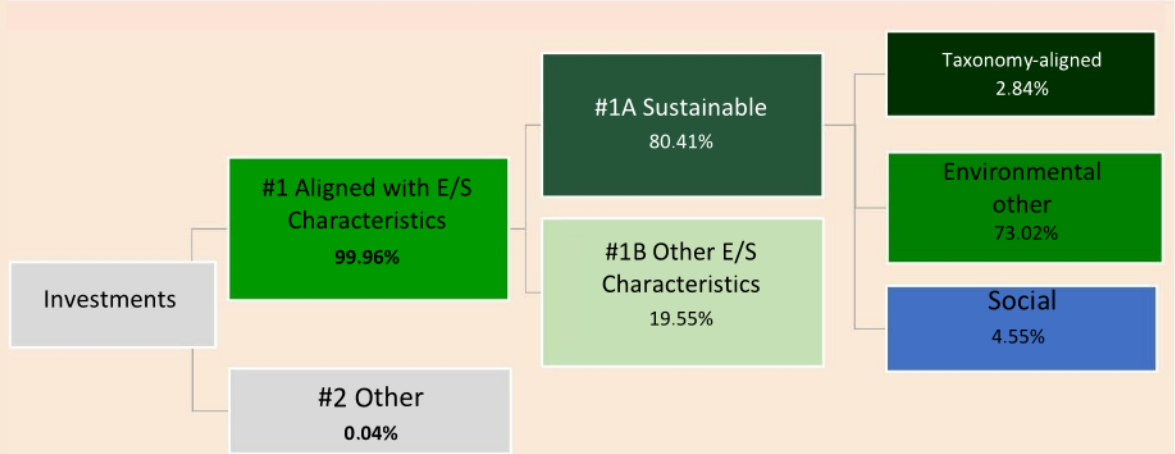 Investments
#1 Aligned with E/S
Characteristics
99.96%
#2 Other
0.04%
#1A Sustainable
80.41%
#1B Other E/S
Characteristics
19.55%
Taxonomy-aligned
2.84%
Environmental
other
73.02%
Social
4.55%